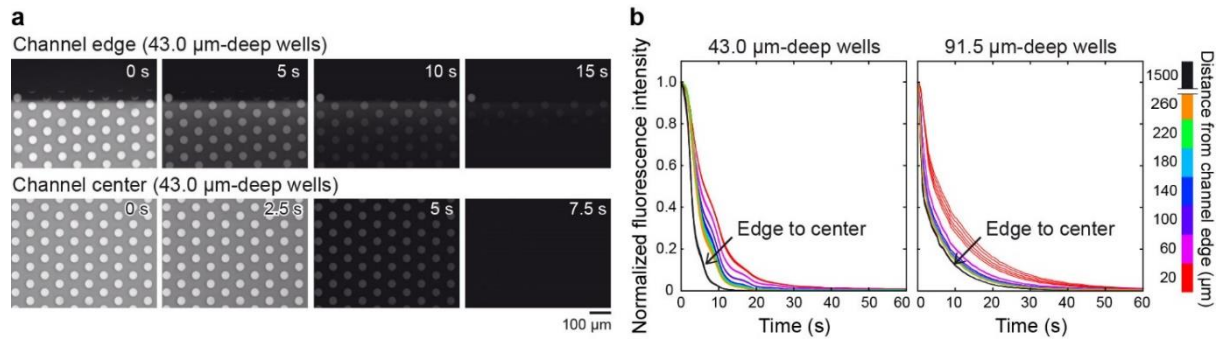 a
Channel edge (43.0 µm-deep wells)
0 s
5 s
10 s
15 s
Channel center (43.0 µm-deep wells)
0 s
2.5 s
5 s
7.5 s
100 µm
b
43.0 µm-deep wells
91.5 µm-deep wells
Normalized fluorescence intensity
1.0
0.8
0.6
0.4
0.2
0
Edge to center
0 10 20 30 40 50 60
Time (s)
Edge to center
0 10 20 30 40 50 60
Time (s)
1500
260
220
180
140
100
60
20
Distance from channel edge (µm)